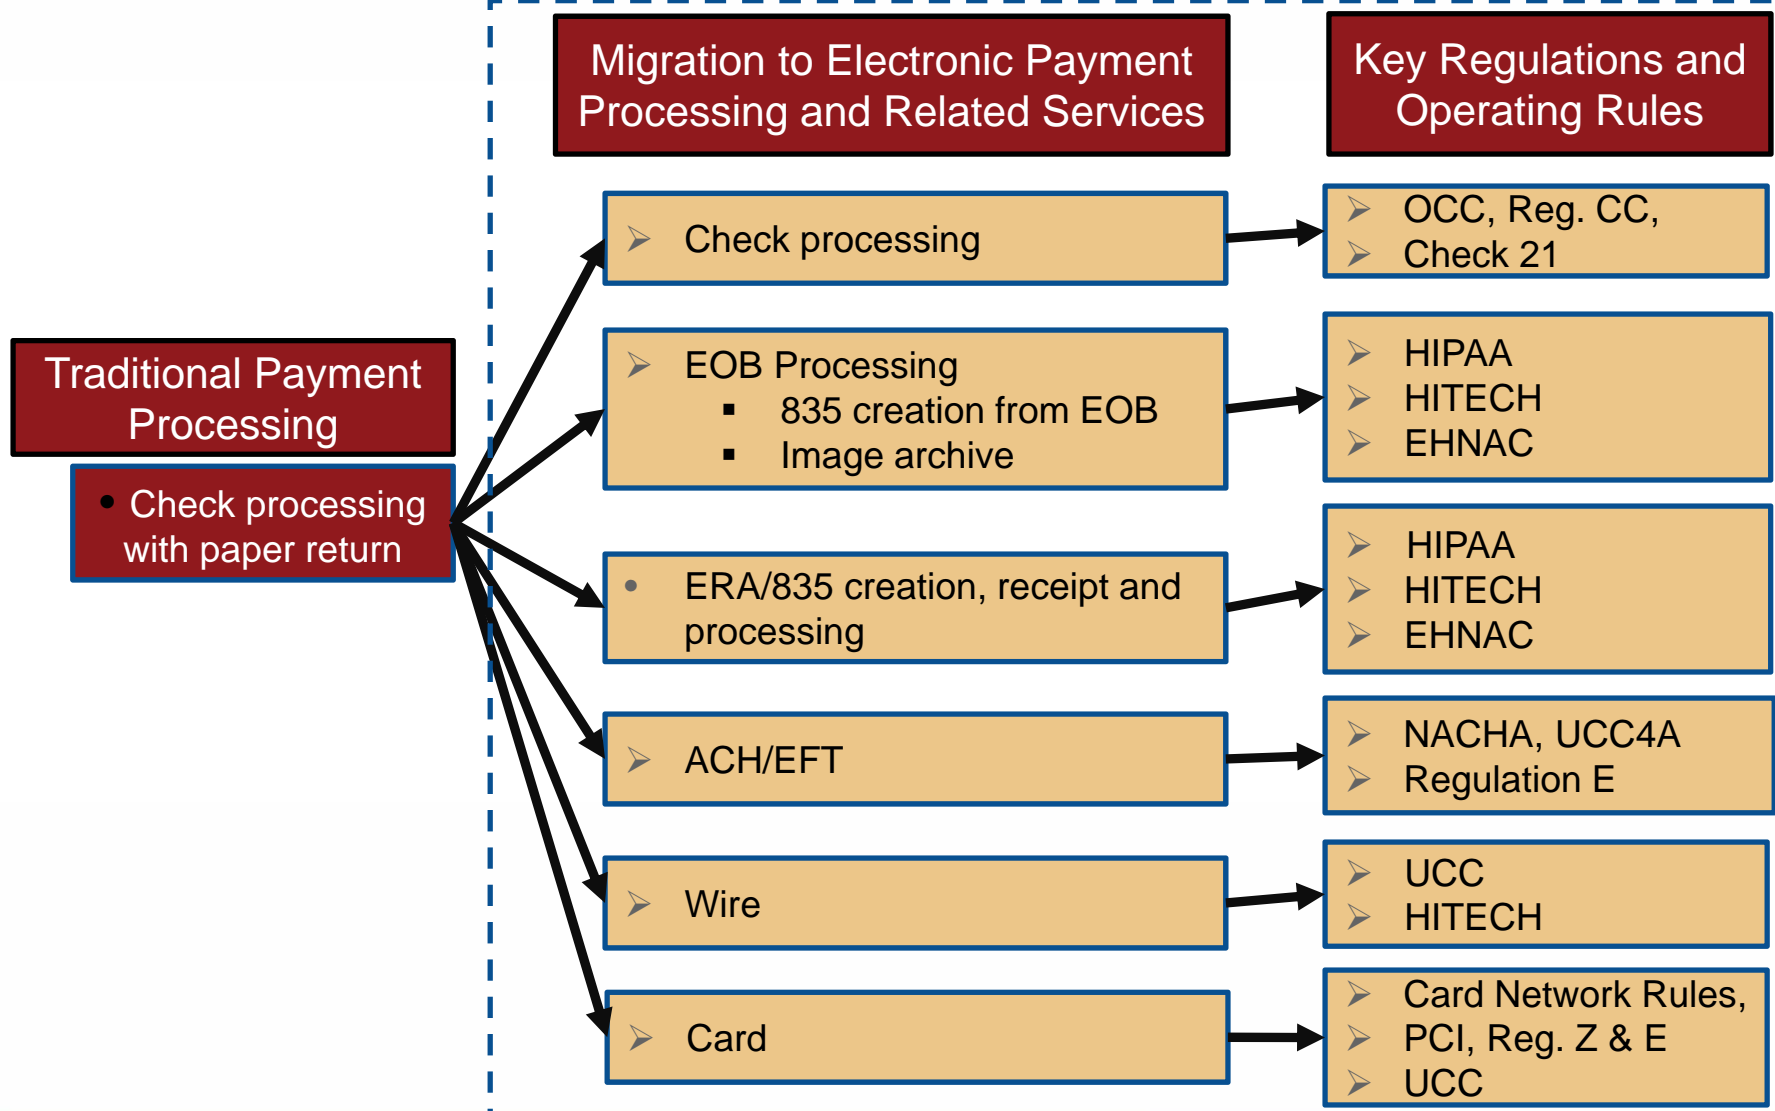 Migration to Electronic Payment
Processing and Related Services
Key Regulations and
Operating Rules
Traditional Payment
Processing
• Check processing
with paper return
➢ Check processing
➢ OCC, Reg. CC,
➢ Check 21
➢ EOB Processing
▪ 835 creation from EOB
▪ Image archive
➢ HIPAA
➢ HITECH
➢ EHNAC
• ERA/835 creation, receipt and
processing
➢ HIPAA
➢ HITECH
➢ EHNAC
➢ ACH/EFT
➢ NACHA, UCC4A
➢ Regulation E
➢ Wire
➢ UCC
➢ HITECH
➢ Card
➢ Card Network Rules,
➢ PCI, Reg. Z & E
➢ UCC